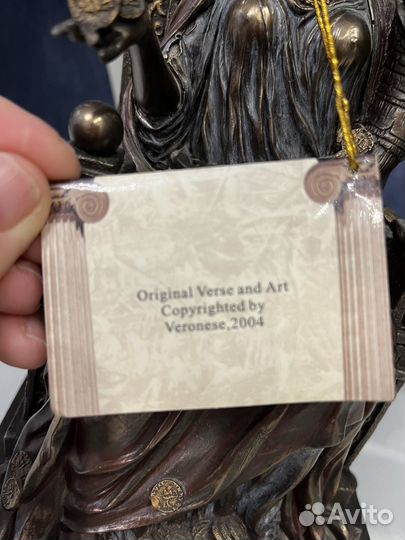 Original Verse and Art
Copyrighted by
Veronese,2004
Avito